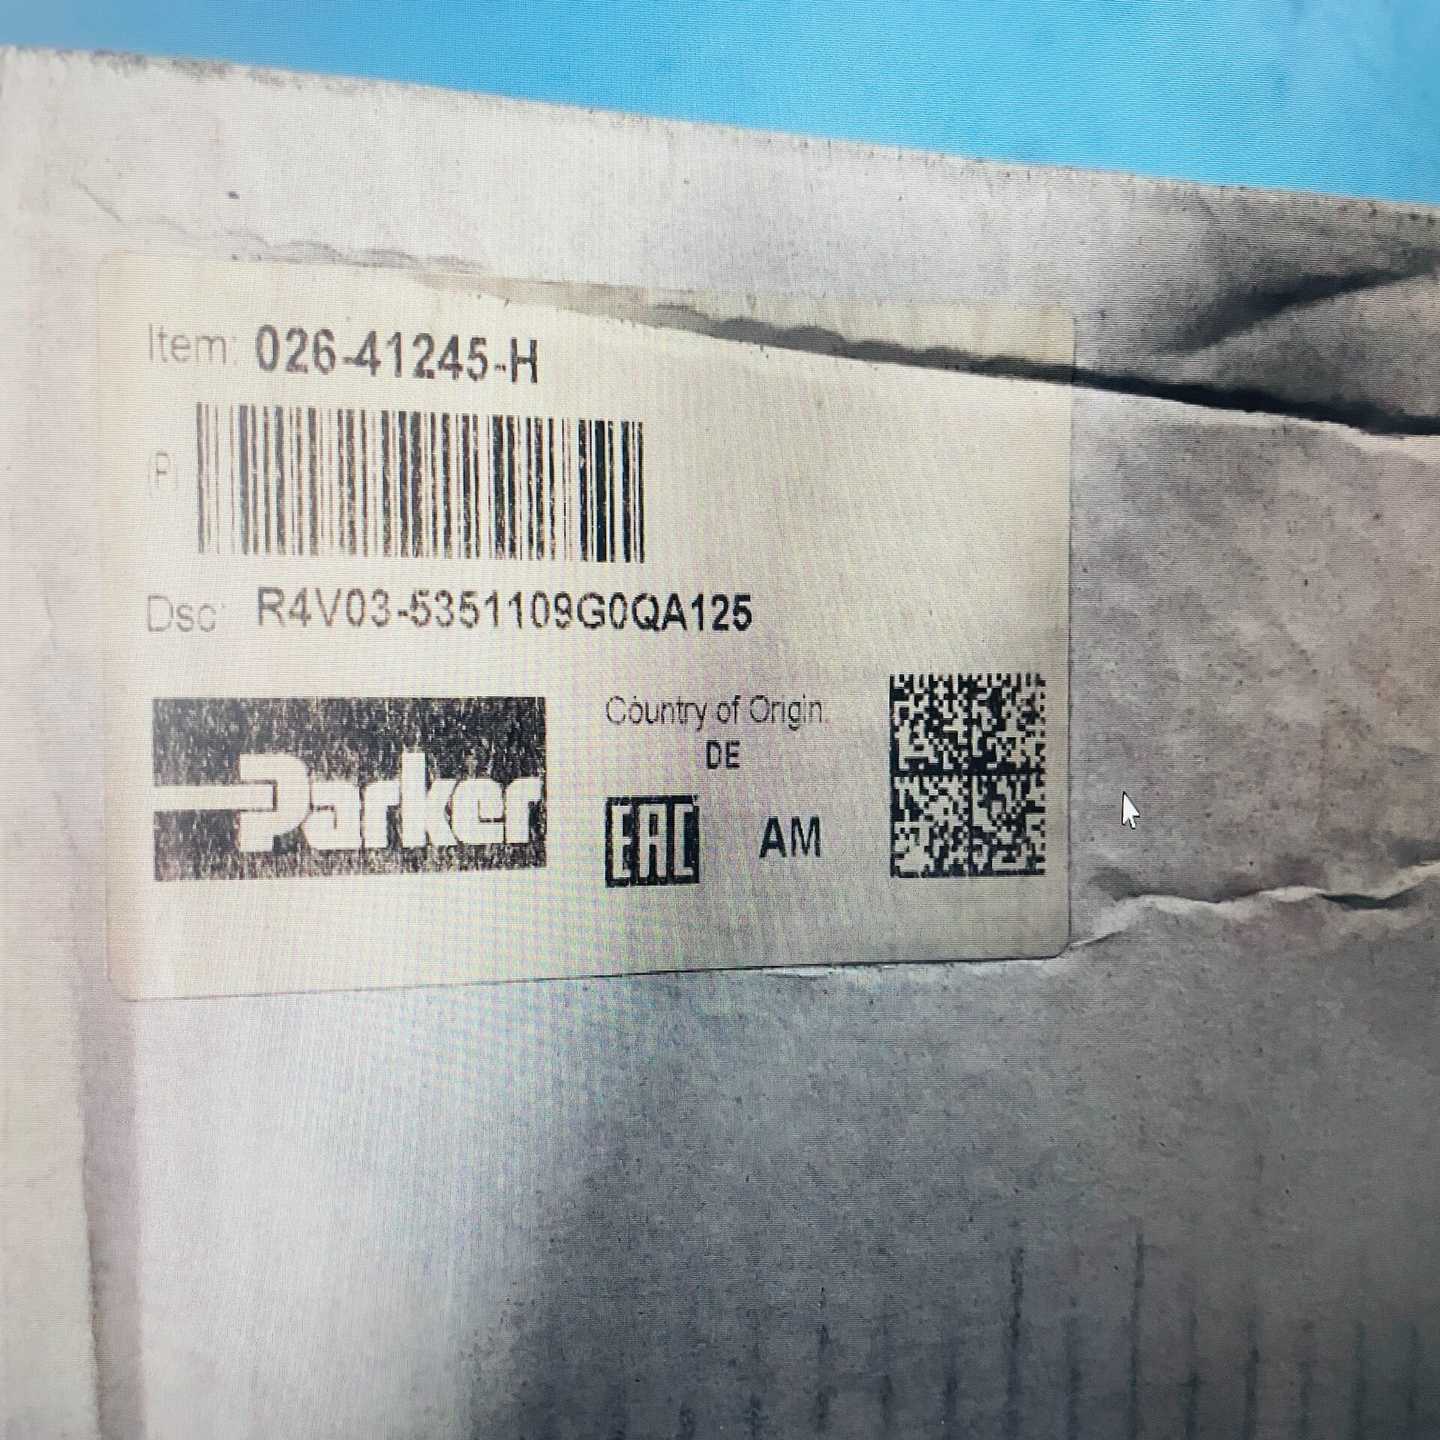 Item: 026-41245-H
(P)
Dsc: R4V03-5351109G0QA125
Parker
Country of Origin:
DE
EAC
AM